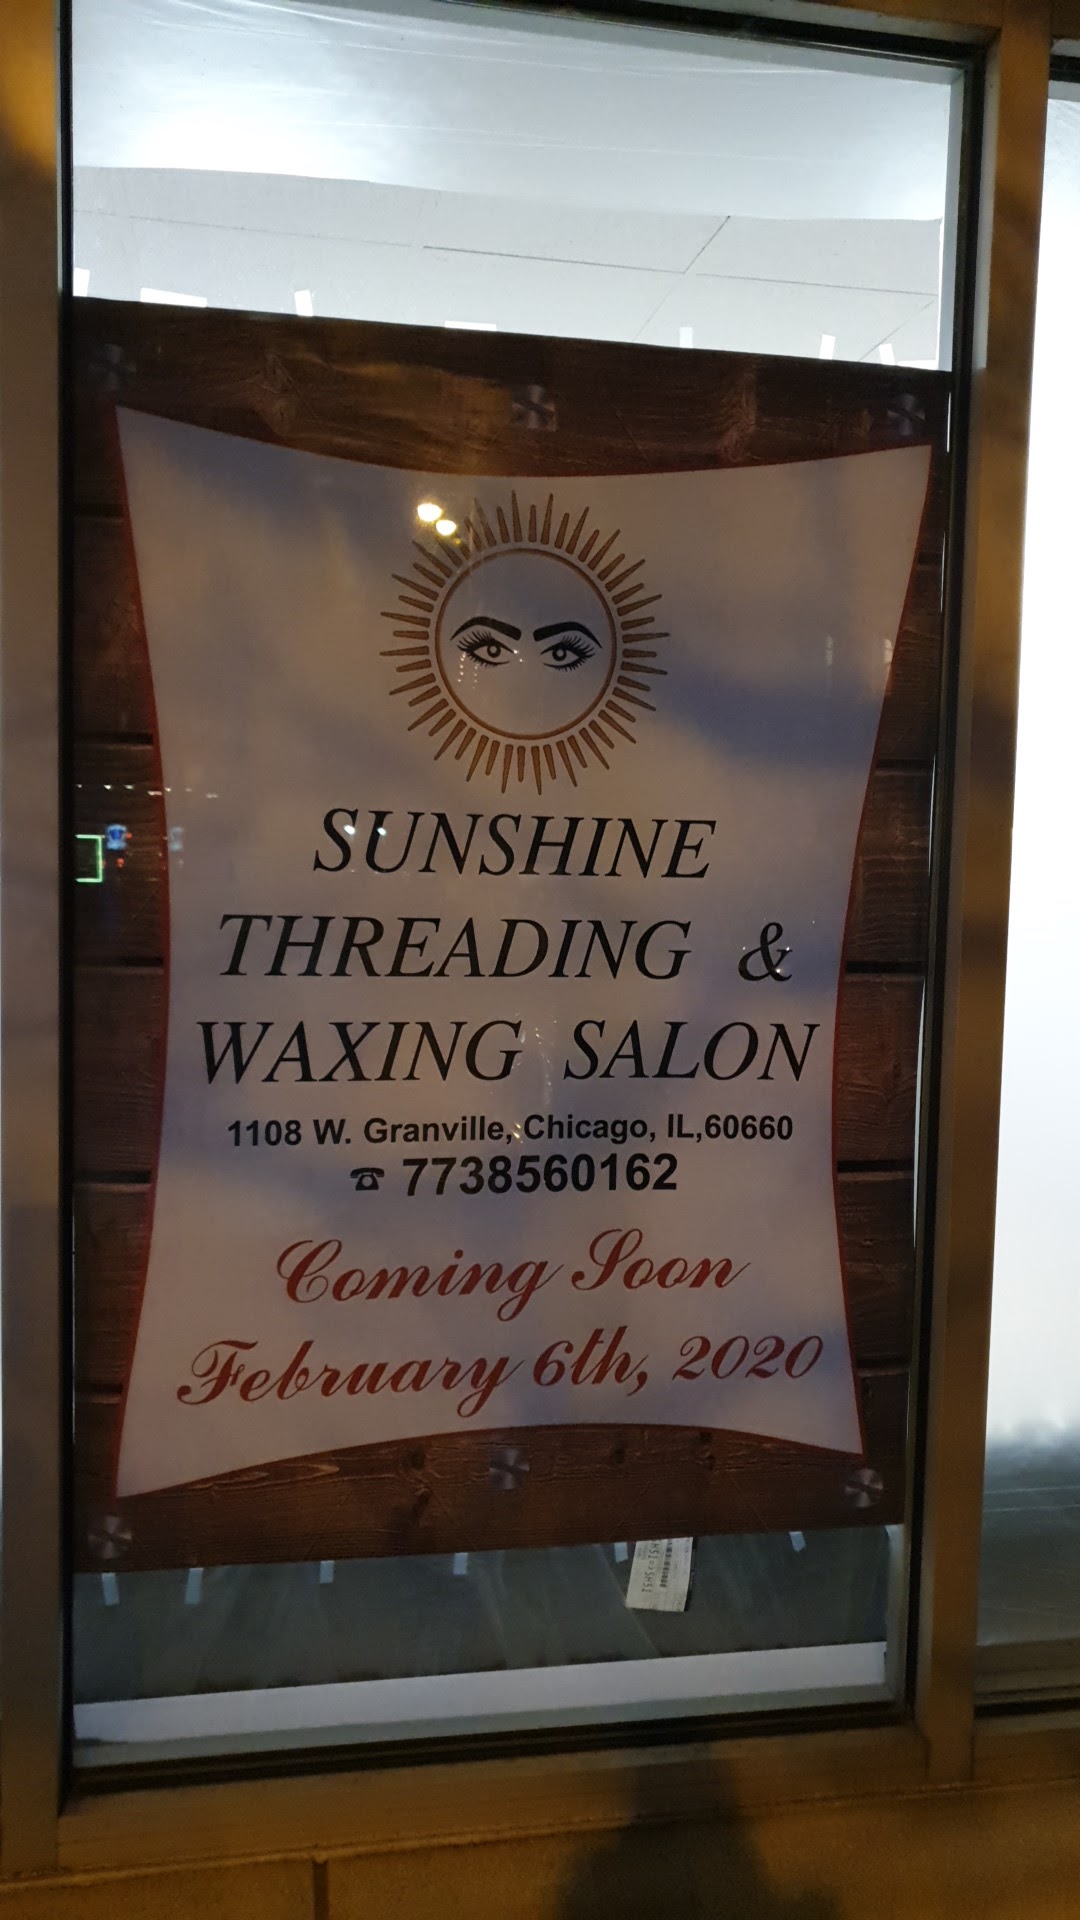 SUNSHINE
THREADING &
WAXING SALON
1108 W. Granville, Chicago, IL,60660
☎ 7738560162
Coming Soon
February 6th, 2020